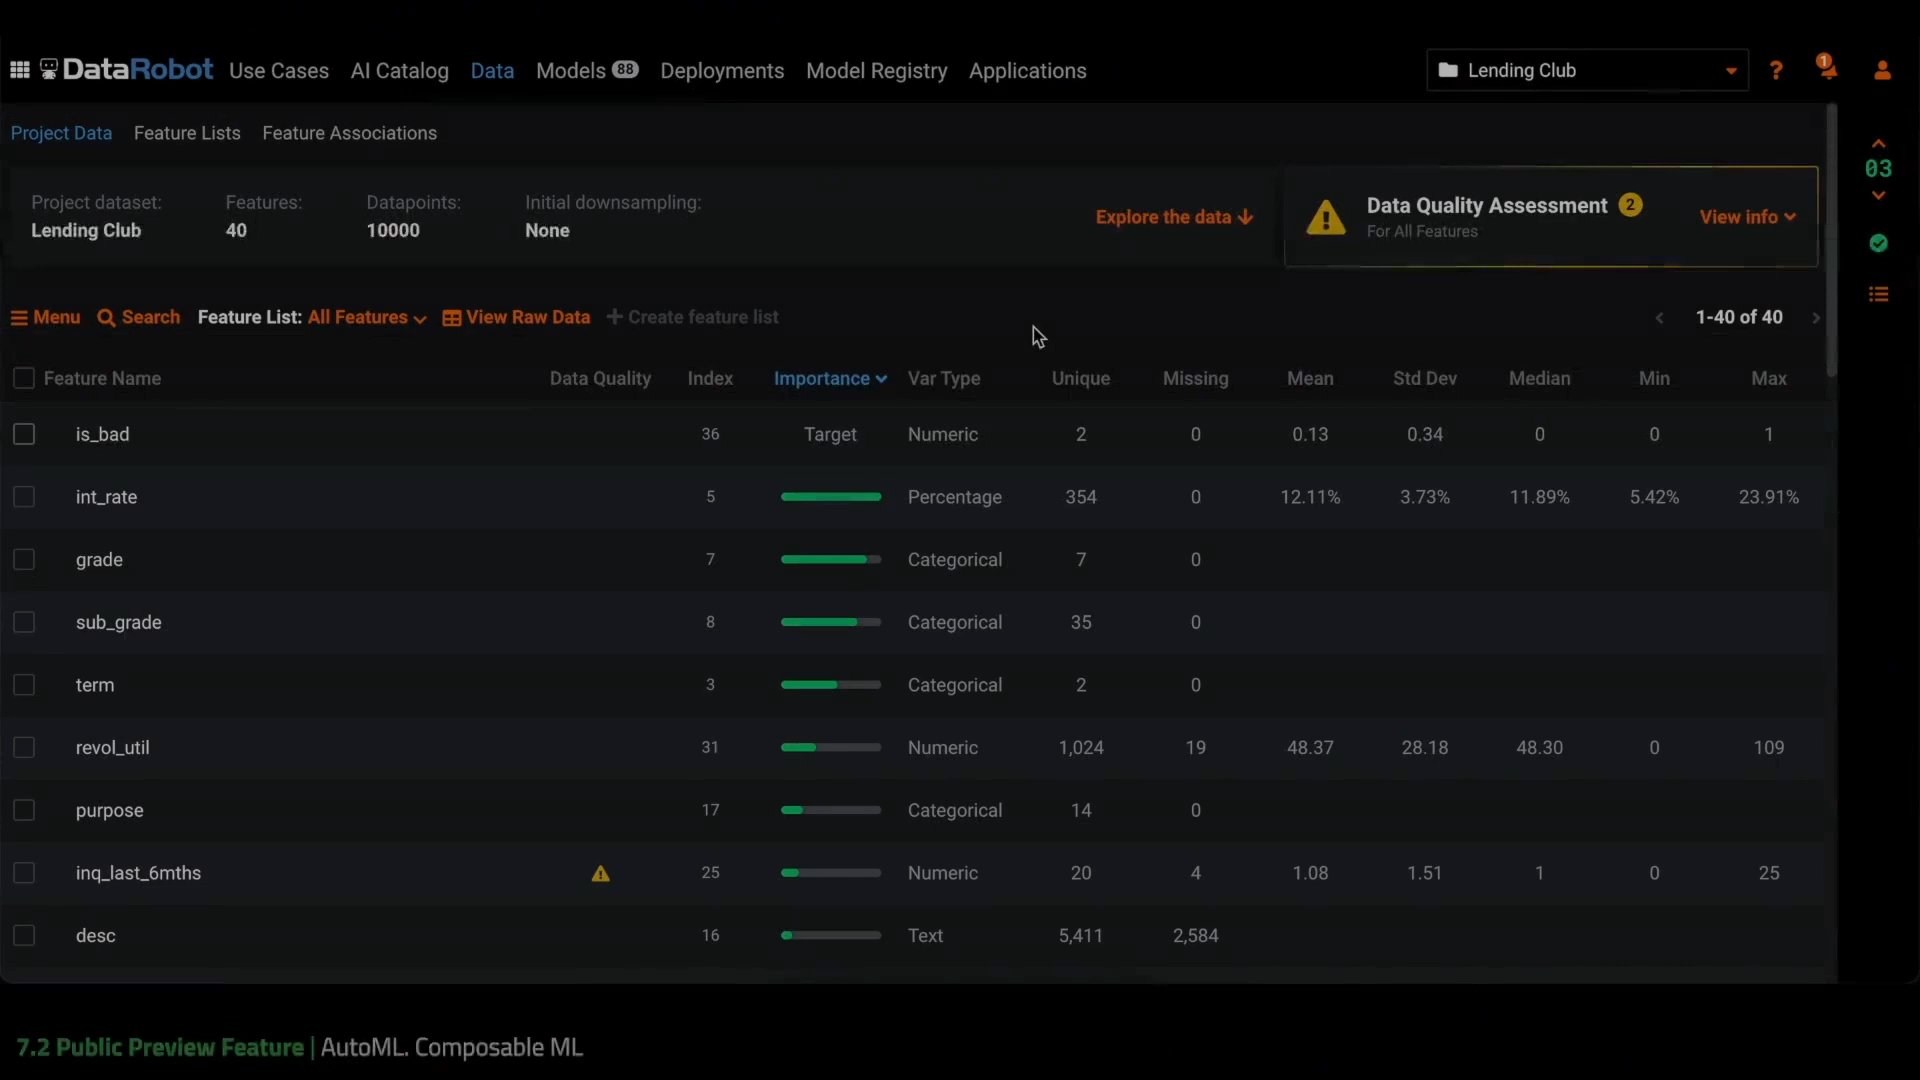 DataRobot Use Cases AI Catalog Data Models 88 Deployments Model Registry Applications Lending Club ? 1
Project Data Feature Lists Feature Associations
03
Project dataset: Features: Datapoints: Initial downsampling:
Lending Club 40 10000 None
Explore the data
Data Quality Assessment 2
For All Features
View info
Menu Search Feature List: All Features View Raw Data + Create feature list 1-40 of 40
Feature Name Data Quality Index Importance Var Type Unique Missing Mean Std Dev Median Min Max
is_bad 36 Target Numeric 2 0 0.13 0.34 0 0 1
int_rate 5 Percentage 354 0 12.11% 3.73% 11.89% 5.42% 23.91%
grade 7 Categorical 7 0
sub_grade 8 Categorical 35 0
term 3 Categorical 2 0
revol_util 31 Numeric 1,024 19 48.37 28.18 48.30 0 109
purpose 17 Categorical 14 0
inq_last_6mths 25 Numeric 20 4 1.08 1.51 1 0 25
desc 16 Text 5,411 2,584
7.2 Public Preview Feature | AutoML. Composable ML